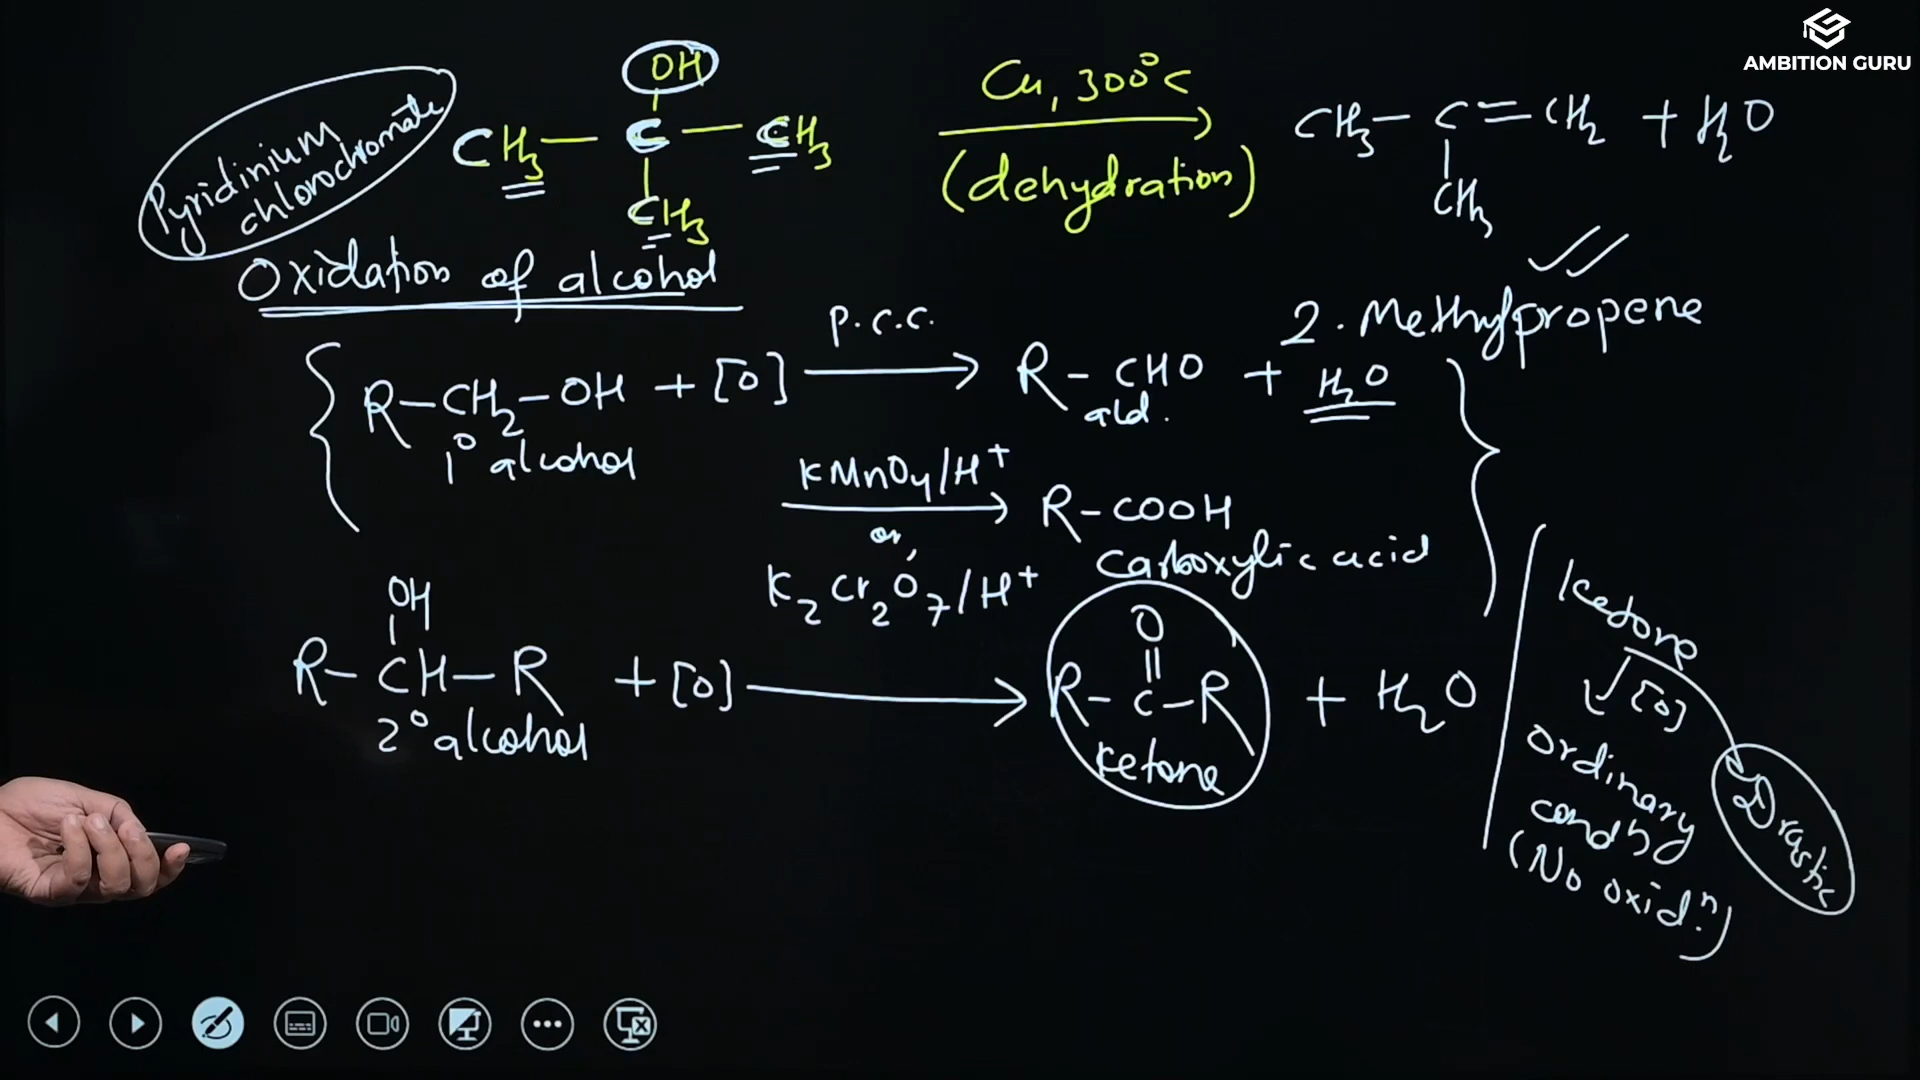 AMBITION GURU
Pyridinium
chlorochromate
OH
CH₃ — C — CH₃
CH₃
Cu, 300°C
(dehydration)
CH₃ – C = CH₂ + H₂O
CH₃
2. Methylpropene
Oxidation of alcohol
R – CH₂ – OH + [O]
1° alcohol
P.C.C.
R – CHO + H₂O
ald.
KMnO₄/H⁺
or,
K₂Cr₂O₇/H⁺
R – COOH
Carboxylic acid
OH
R – CH – R + [O]
2° alcohol
O
R – C – R + H₂O
ketone
Ketone
[O]
Ordinary
condⁿ
(No oxidⁿ.)
Drastic